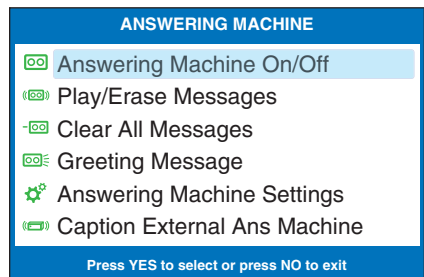 ANSWERING MACHINE
Answering Machine On/Off
Play/Erase Messages
Clear All Messages
Greeting Message
Answering Machine Settings
Caption External Ans Machine
Press YES to select or press NO to exit